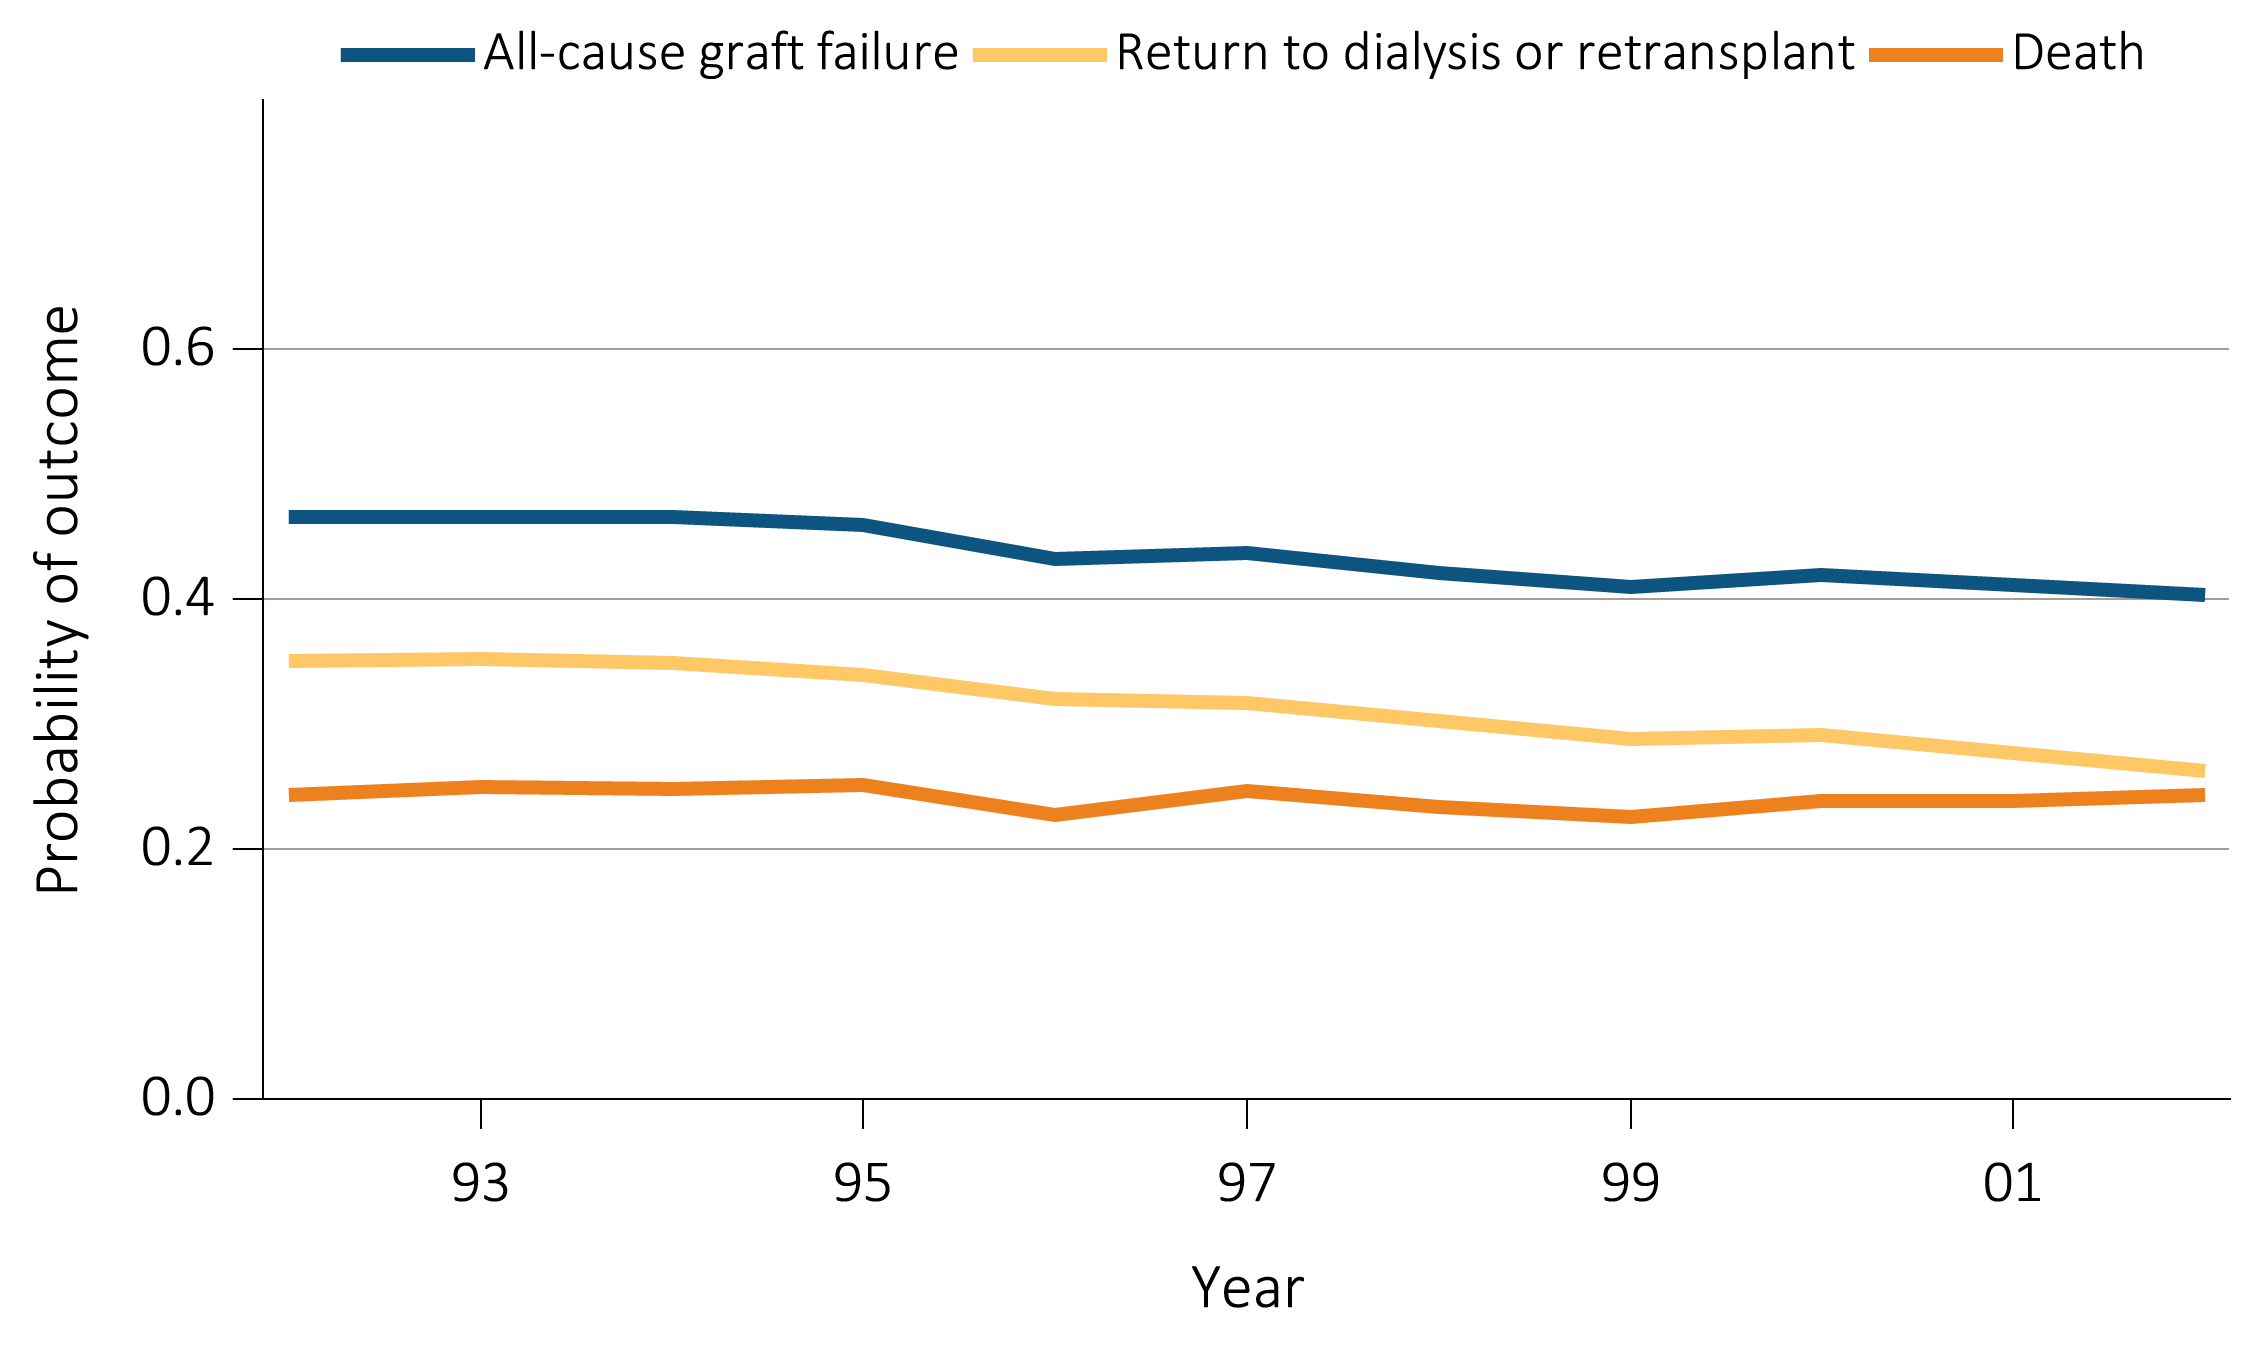 All-cause graft failure Return to dialysis or retransplant Death
Probability of outcome
0.6
0.4
0.2
0.0
93 95 97 99 01
Year